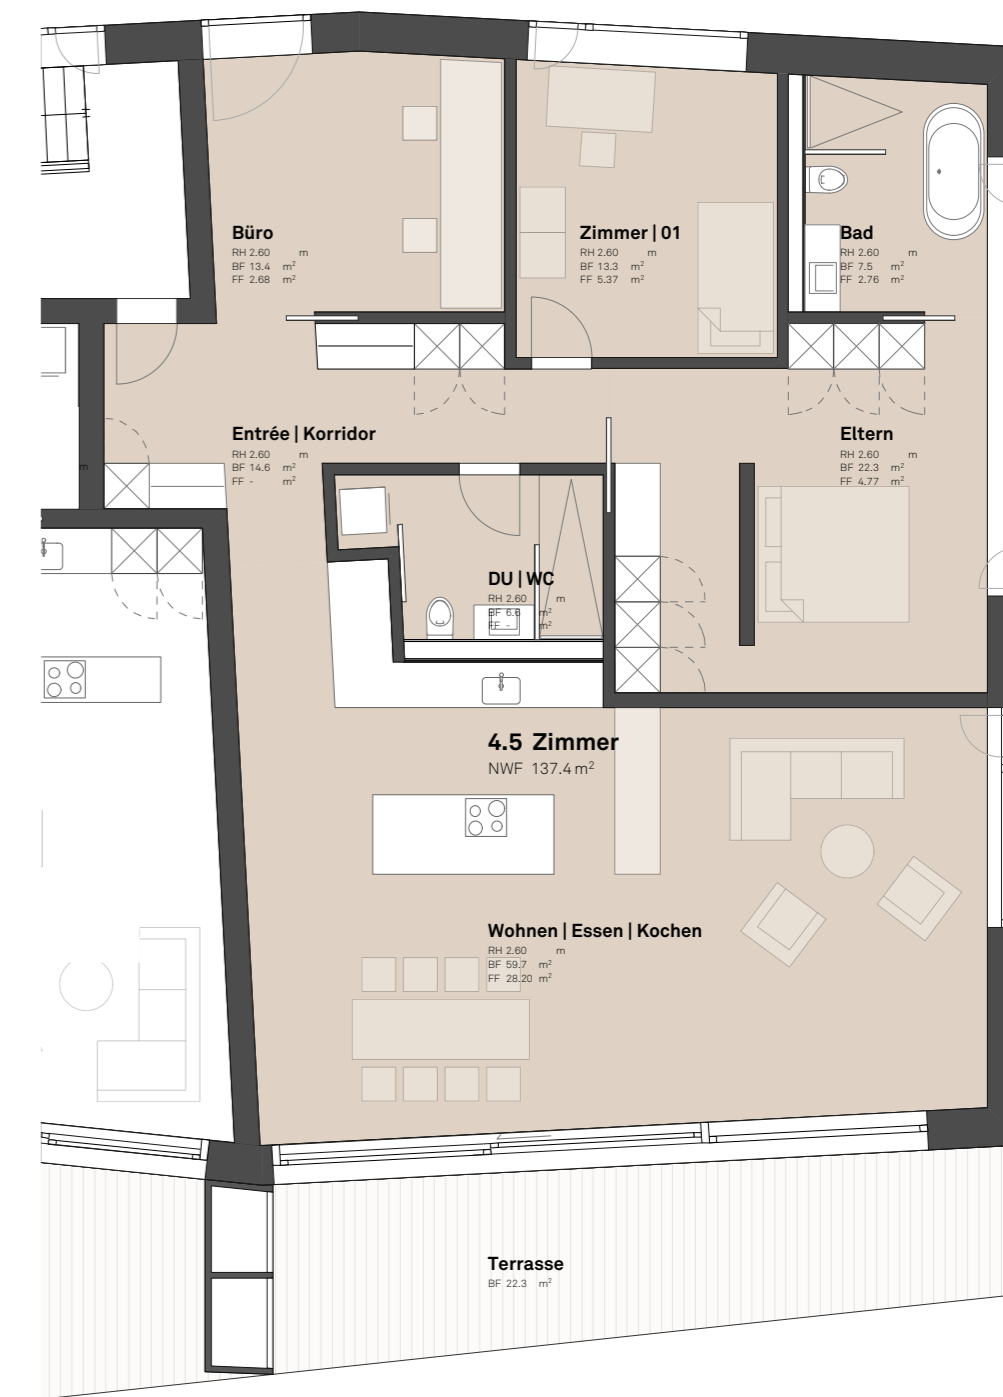 Büro
RH 2.60 m
BF 13.4 m²
FF 2.68 m²
Zimmer | 01
RH 2.60 m
BF 13.3 m²
FF 5.37 m²
Bad
RH 2.60 m
BF 7.5 m²
FF 2.76 m²
Entrée | Korridor
RH 2.60 m
BF 14.6 m²
FF - m²
Eltern
RH 2.60 m
BF 22.3 m²
FF 4.77 m²
m
DU | WC
RH 2.60 m
BF 6.6 m²
FF - m²
4.5 Zimmer
NWF 137.4 m²
Wohnen | Essen | Kochen
RH 2.60 m
BF 59.7 m²
FF 28.20 m²
Terrasse
BF 22.3 m²